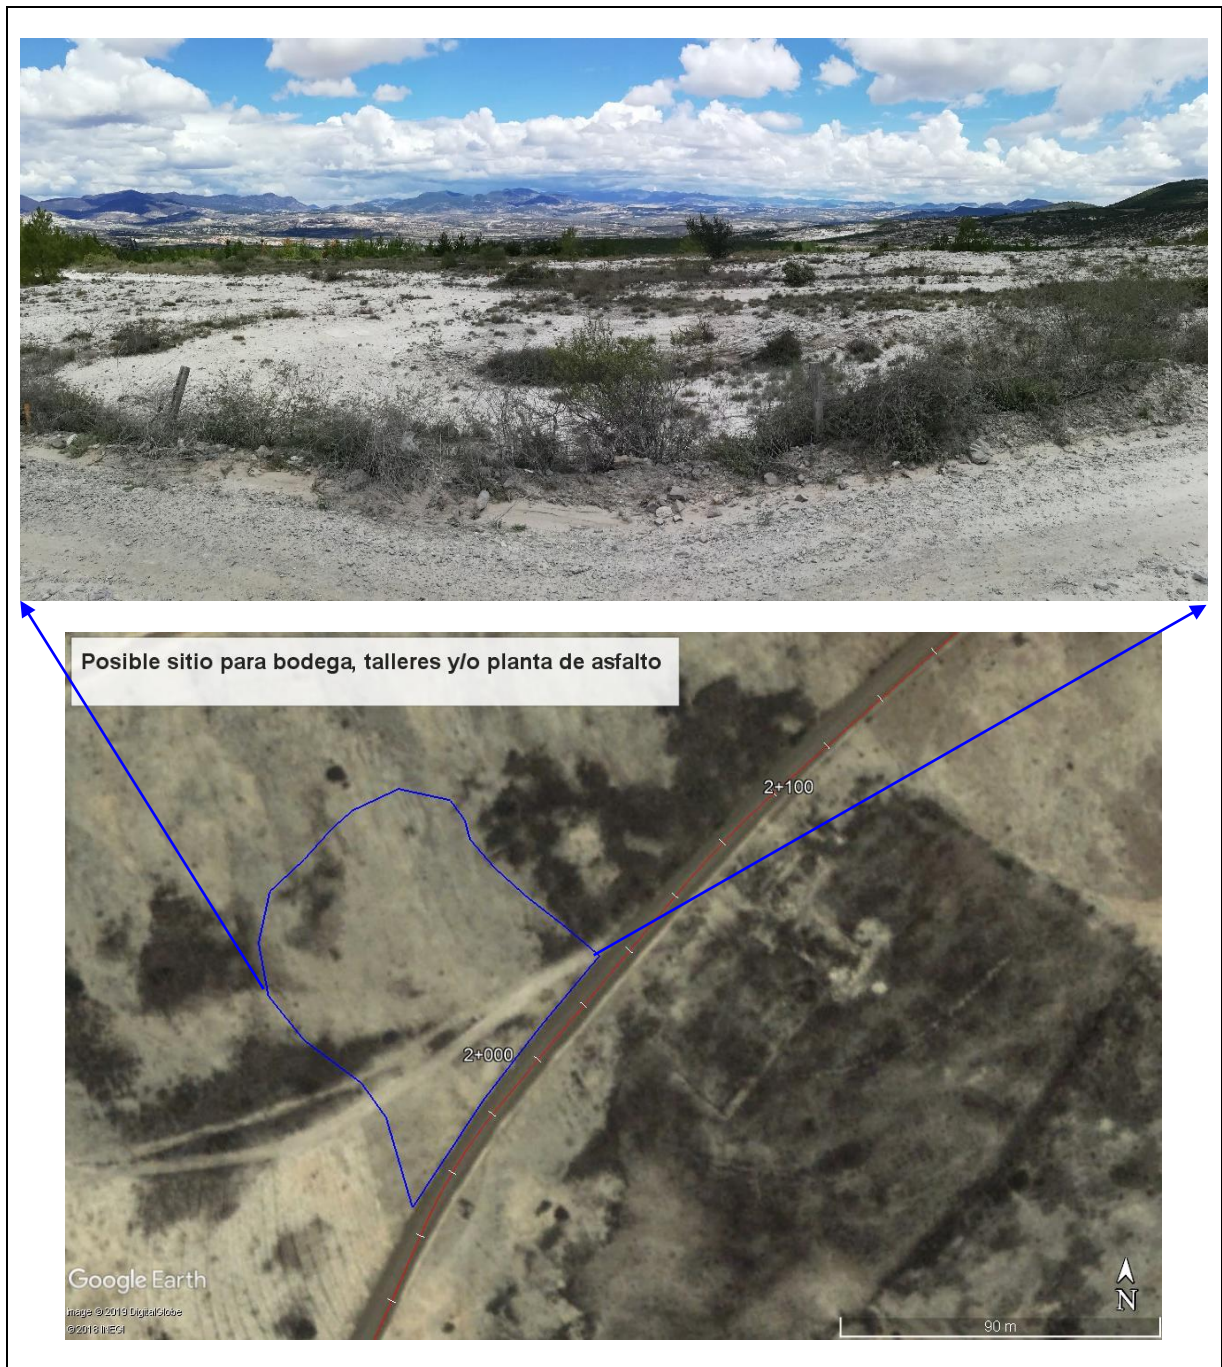 Posible sitio para bodega, talleres y/o planta de asfalto
2+100
2+000
Google Earth
Image © 2019 DigitalGlobe
© 2018 INEGI
N
90 m